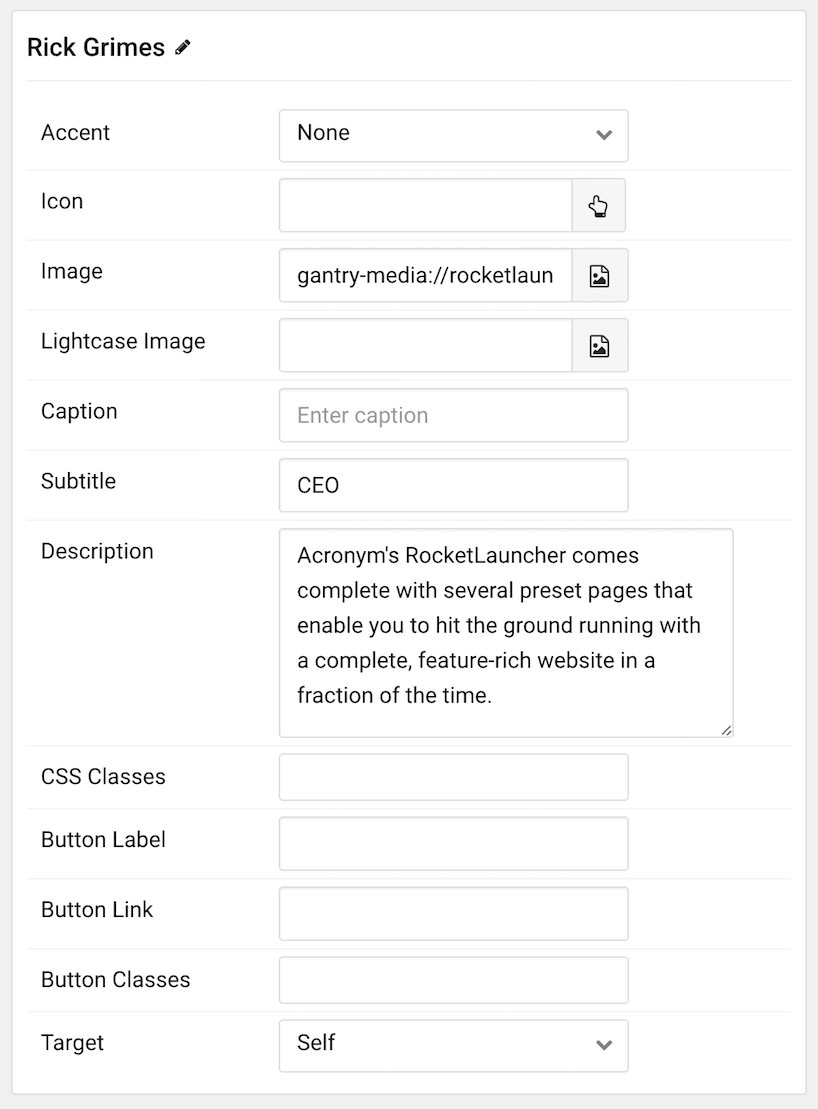 Rick Grimes
Accent
None
Icon
Image
gantry-media://rocketlaun
Lightcase Image
Caption
Enter caption
Subtitle
CEO
Description
Acronym's RocketLauncher comes
complete with several preset pages that
enable you to hit the ground running with
a complete, feature-rich website in a
fraction of the time.
CSS Classes
Button Label
Button Link
Button Classes
Target
Self